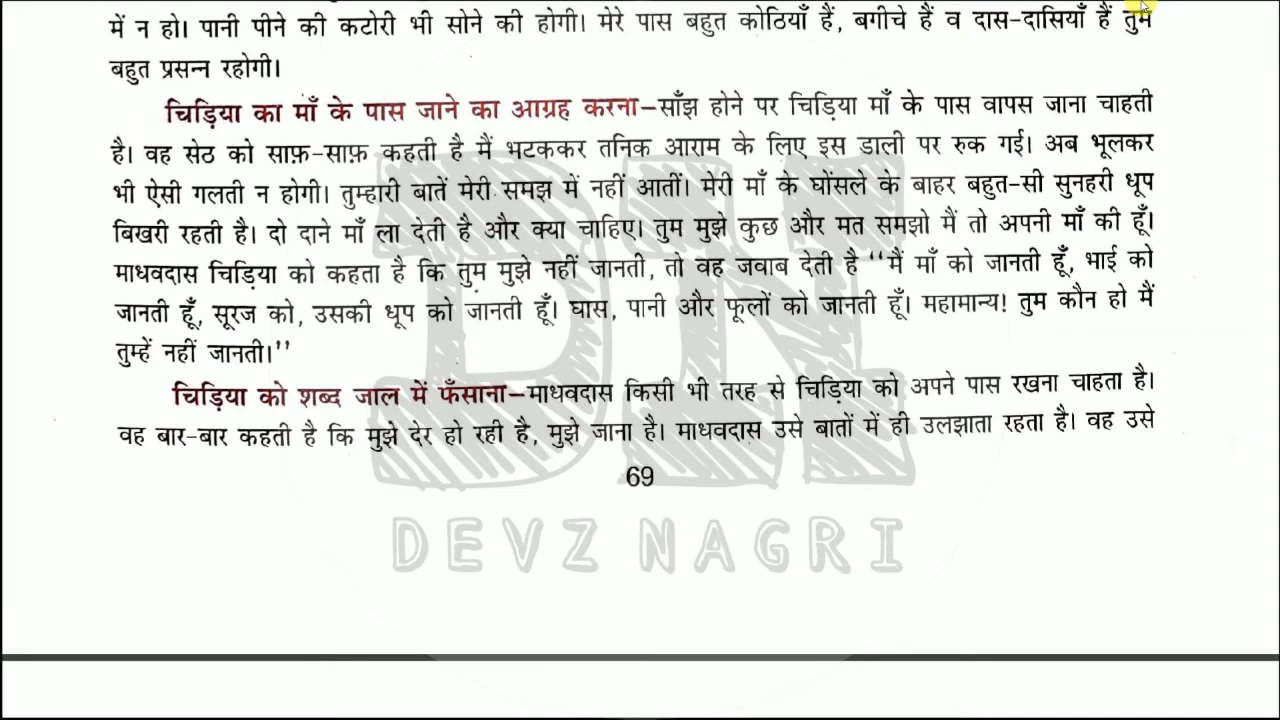 में न हो। पानी पीने की कटोरी भी सोने की होगी। मेरे पास बहुत कोठियाँ हैं, बगीचे हैं व दास-दासियाँ हैं तुम
बहुत प्रसन्न रहोगी।
चिड़िया का माँ के पास जाने का आग्रह करना–साँझ होने पर चिड़िया माँ के पास वापस जाना चाहती
है। वह सेठ को साफ़-साफ़ कहती है मैं भटककर तनिक आराम के लिए इस डाली पर रुक गई। अब भूलकर
भी ऐसी गलती न होगी। तुम्हारी बातें मेरी समझ में नहीं आतीं। मेरी माँ के घोंसले के बाहर बहुत-सी सुनहरी धूप
बिखरी रहती है। दो दाने माँ ला देती है और क्या चाहिए। तुम मुझे कुछ और मत समझो मैं तो अपनी माँ की हूँ।
माधवदास चिड़िया को कहता है कि तुम मुझे नहीं जानती, तो वह जवाब देती है ‘‘मैं माँ को जानती हूँ, भाई को
जानती हूँ, सूरज को, उसकी धूप को जानती हूँ। घास, पानी और फूलों को जानती हूँ। महामान्य! तुम कौन हो मैं
तुम्हें नहीं जानती।’’
चिड़िया को शब्द जाल में फँसाना–माधवदास किसी भी तरह से चिड़िया को अपने पास रखना चाहता है।
वह बार-बार कहती है कि मुझे देर हो रही है, मुझे जाना है। माधवदास उसे बातों में ही उलझाता रहता है। वह उसे
69
DN
DEVZ NAGRI